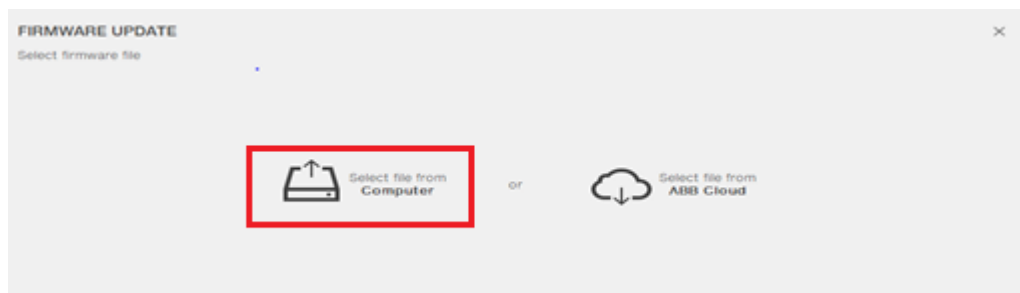 FIRMWARE UPDATE
Select firmware file
Select file from
Computer
or
Select file from
ABB Cloud